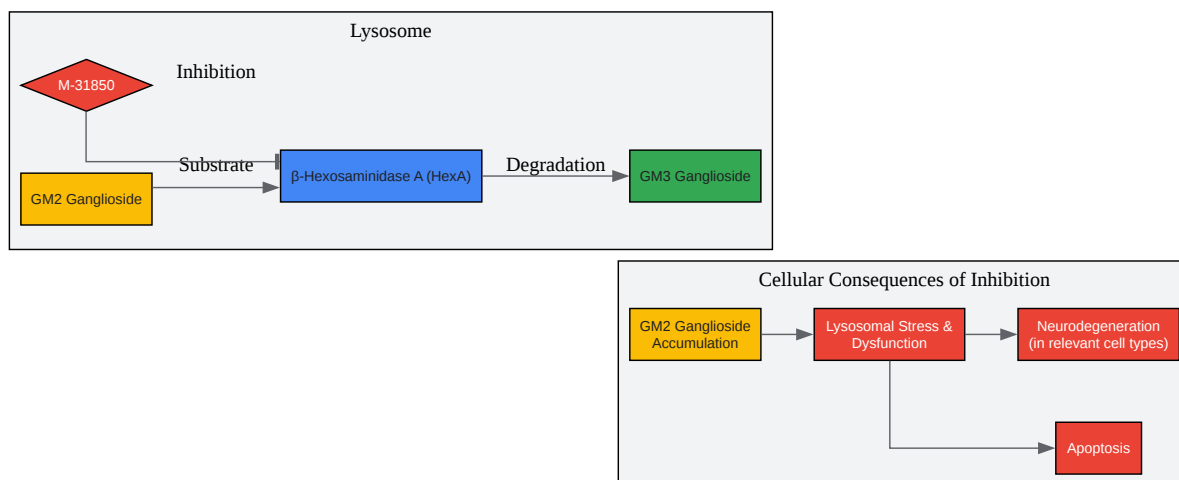 Lysosome
M-31850
Inhibition
Substrate
GM2 Ganglioside
β-Hexosaminidase A (HexA)
Degradation
GM3 Ganglioside
Cellular Consequences of Inhibition
GM2 Ganglioside
Accumulation
Lysosomal Stress &
Dysfunction
Neurodegeneration
(in relevant cell types)
Apoptosis